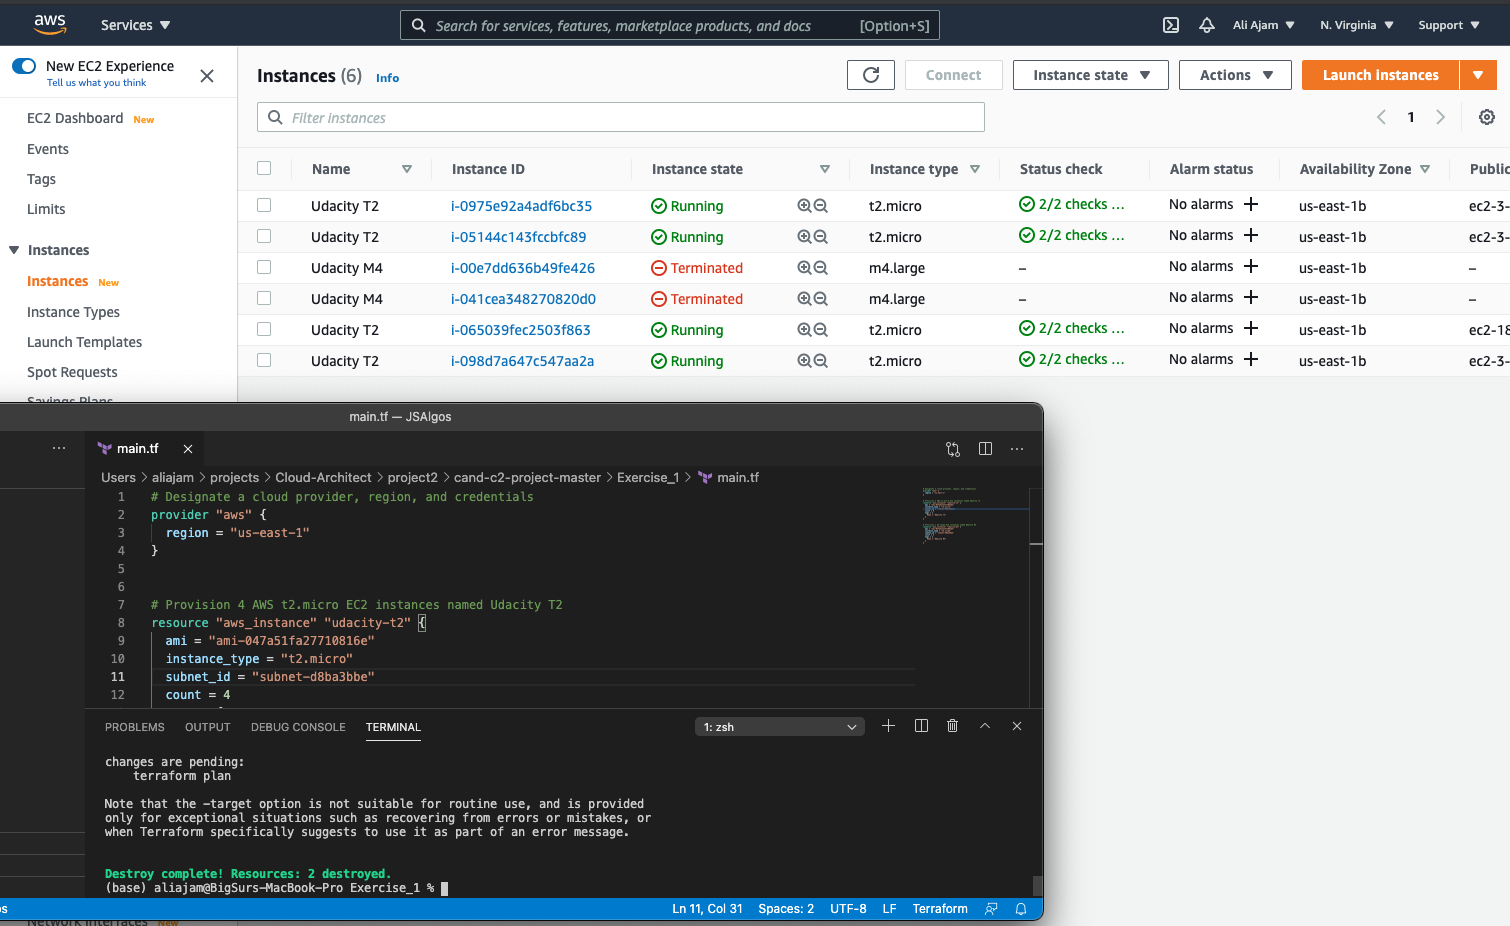 aws Services Search for services, features, marketplace products, and docs [Option+S] Ali Ajam N. Virginia Support
New EC2 Experience
Tell us what you think
EC2 Dashboard New
Events
Tags
Limits
Instances
Instances New
Instance Types
Launch Templates
Spot Requests
Savings Plans
Instances (6) Info Connect Instance state Actions Launch instances
Filter instances 1
Name Instance ID Instance state Instance type Status check Alarm status Availability Zone Public
Udacity T2 i-0975e92a4adf6bc35 Running t2.micro 2/2 checks ... No alarms + us-east-1b ec2-3-
Udacity T2 i-05144c143fccbfc89 Running t2.micro 2/2 checks ... No alarms + us-east-1b ec2-3-
Udacity M4 i-00e7dd636b49fe426 Terminated m4.large – No alarms + us-east-1b –
Udacity M4 i-041cea348270820d0 Terminated m4.large – No alarms + us-east-1b –
Udacity T2 i-065039fec2503f863 Running t2.micro 2/2 checks ... No alarms + us-east-1b ec2-18
Udacity T2 i-098d7a647c547aa2a Running t2.micro 2/2 checks ... No alarms + us-east-1b ec2-3-
main.tf — JSAlgos
main.tf
Users > aliajam > projects > Cloud-Architect > project2 > cand-c2-project-master > Exercise_1 > main.tf
1 # Designate a cloud provider, region, and credentials
2 provider "aws" {
3 region = "us-east-1"
4 }
5
6
7 # Provision 4 AWS t2.micro EC2 instances named Udacity T2
8 resource "aws_instance" "udacity-t2" {
9 ami = "ami-047a51fa27710816e"
10 instance_type = "t2.micro"
11 subnet_id = "subnet-d8ba3bbe"
12 count = 4
PROBLEMS OUTPUT DEBUG CONSOLE TERMINAL 1: zsh
changes are pending:
terraform plan
Note that the -target option is not suitable for routine use, and is provided
only for exceptional situations such as recovering from errors or mistakes, or
when Terraform specifically suggests to use it as part of an error message.
Destroy complete! Resources: 2 destroyed.
(base) aliajam@BigSurs-MacBook-Pro Exercise_1 %
os Ln 11, Col 31 Spaces: 2 UTF-8 LF Terraform
Network Interfaces New